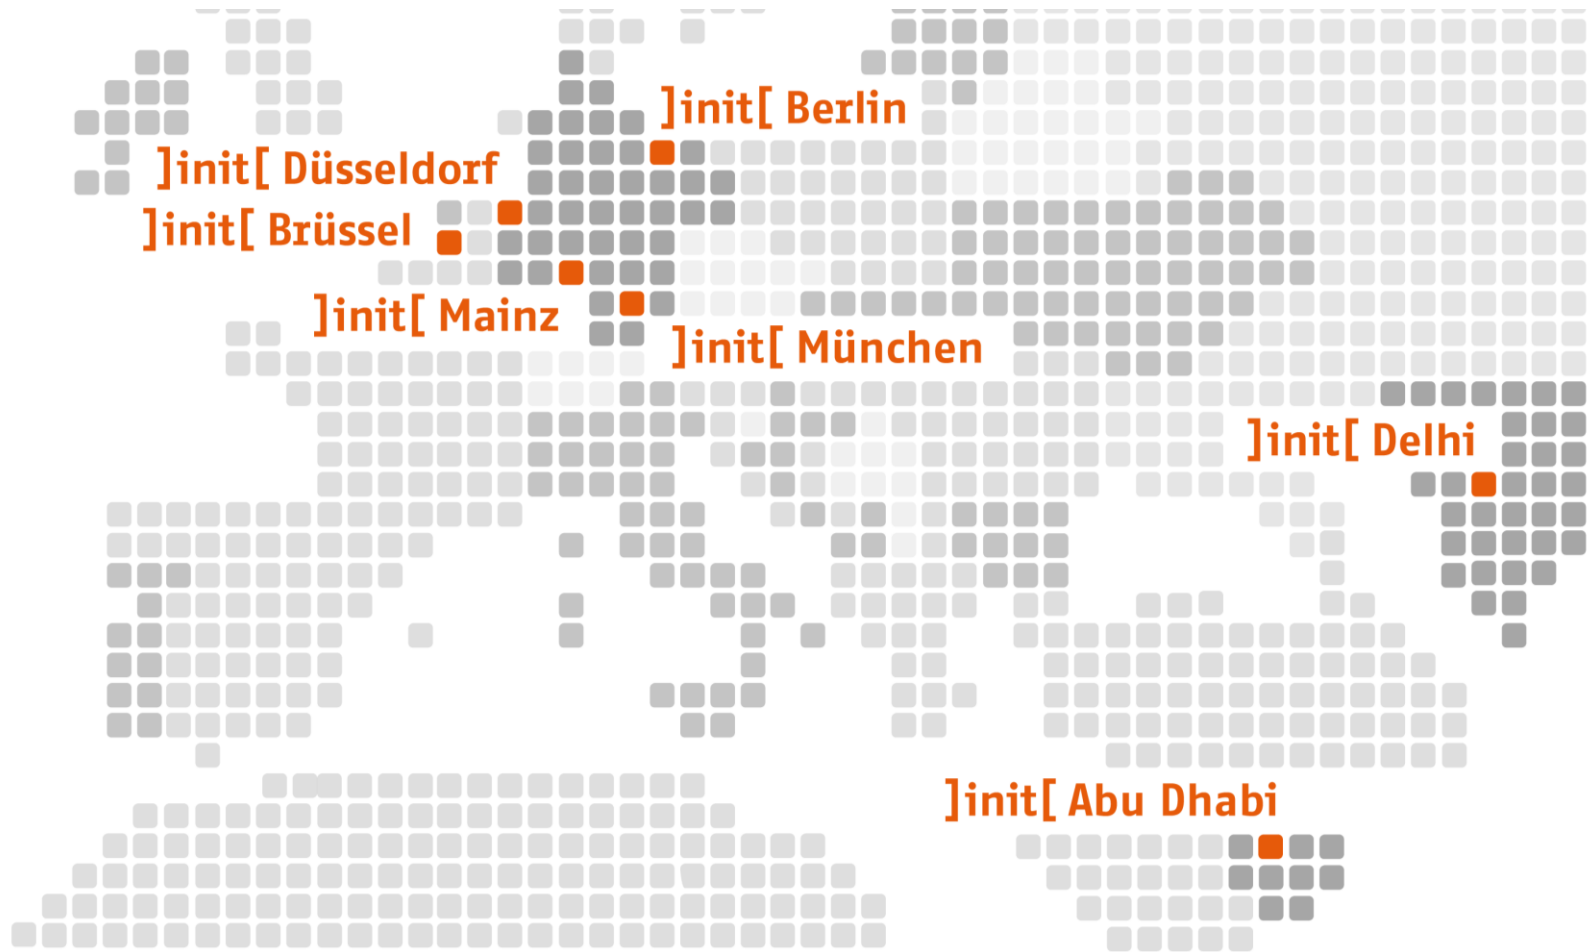 ]init[ Berlin
]init[ Düsseldorf
]init[ Brüssel
]init[ Mainz
]init[ München
]init[ Delhi
]init[ Abu Dhabi